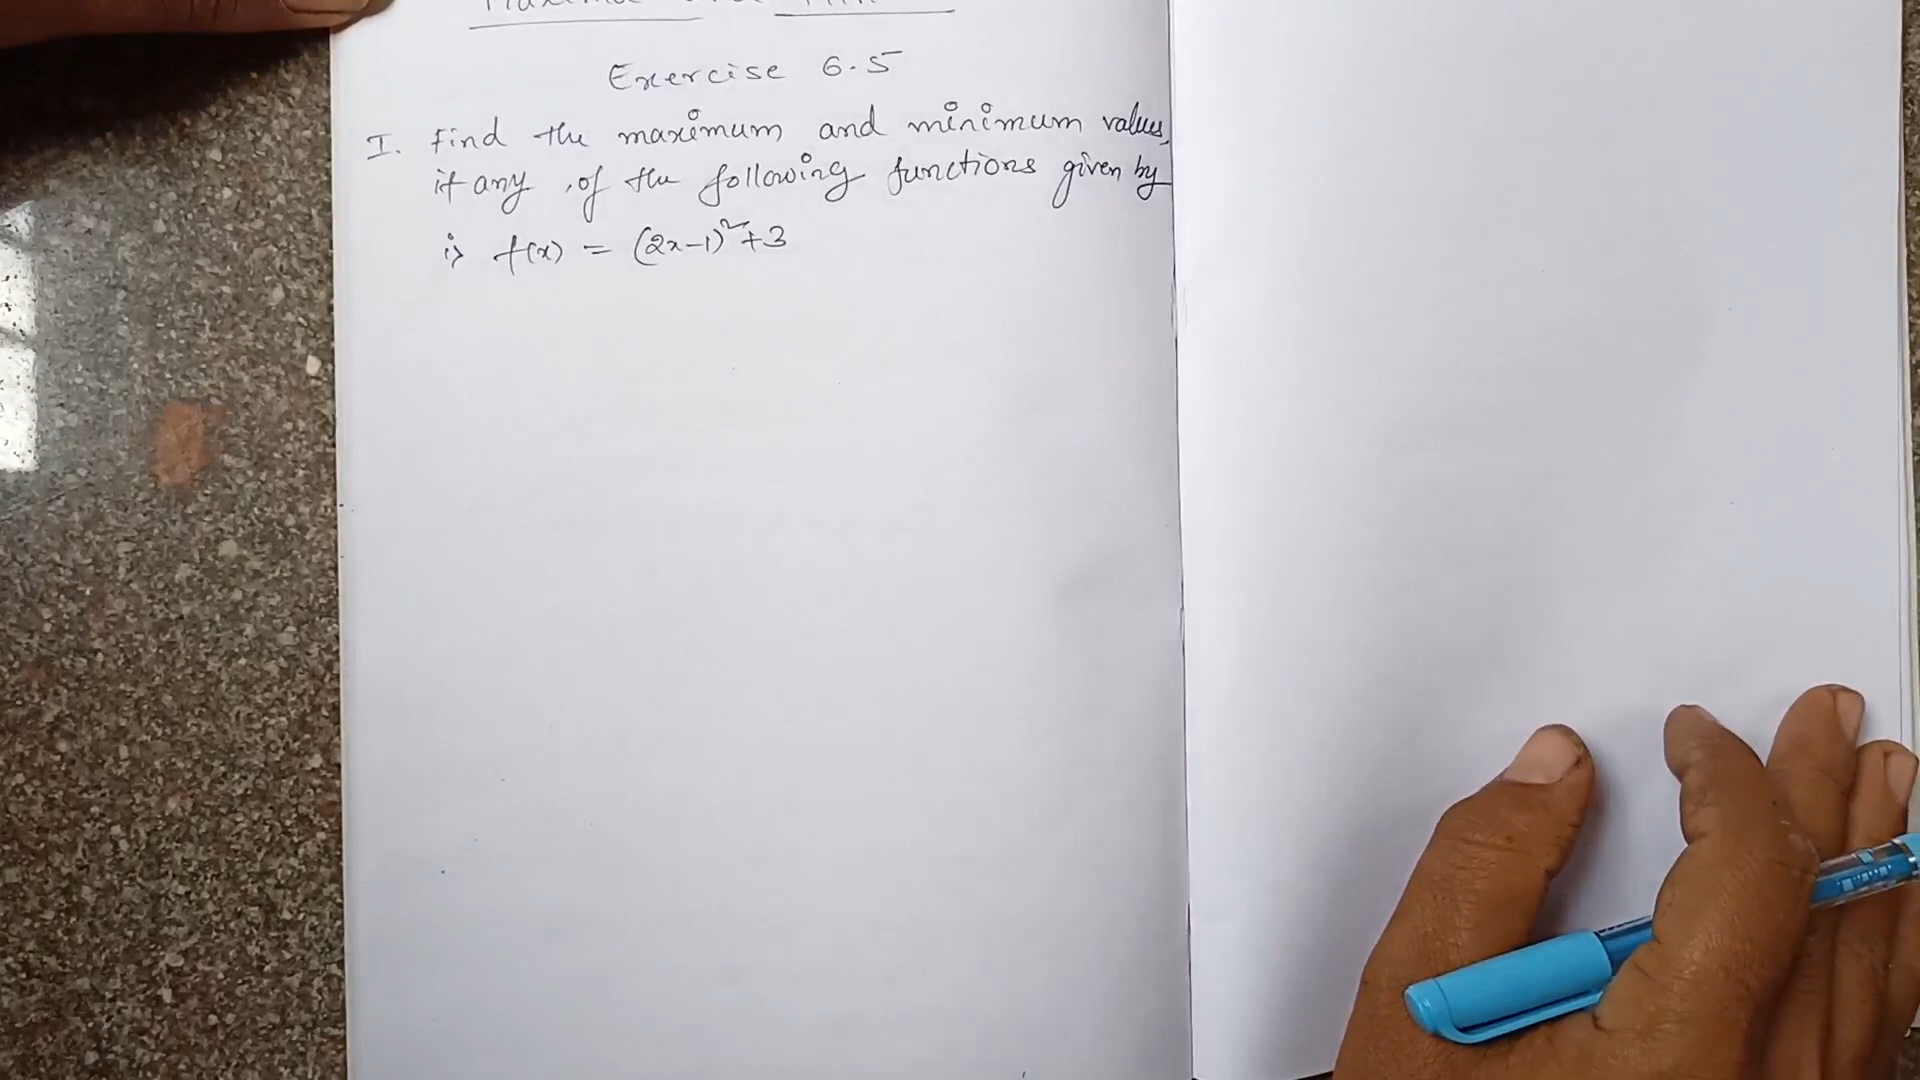 Exercise 6.5
I. Find the maximum and minimum values,
if any, of the following functions given by
i> f(x) = (2x-1)²+3